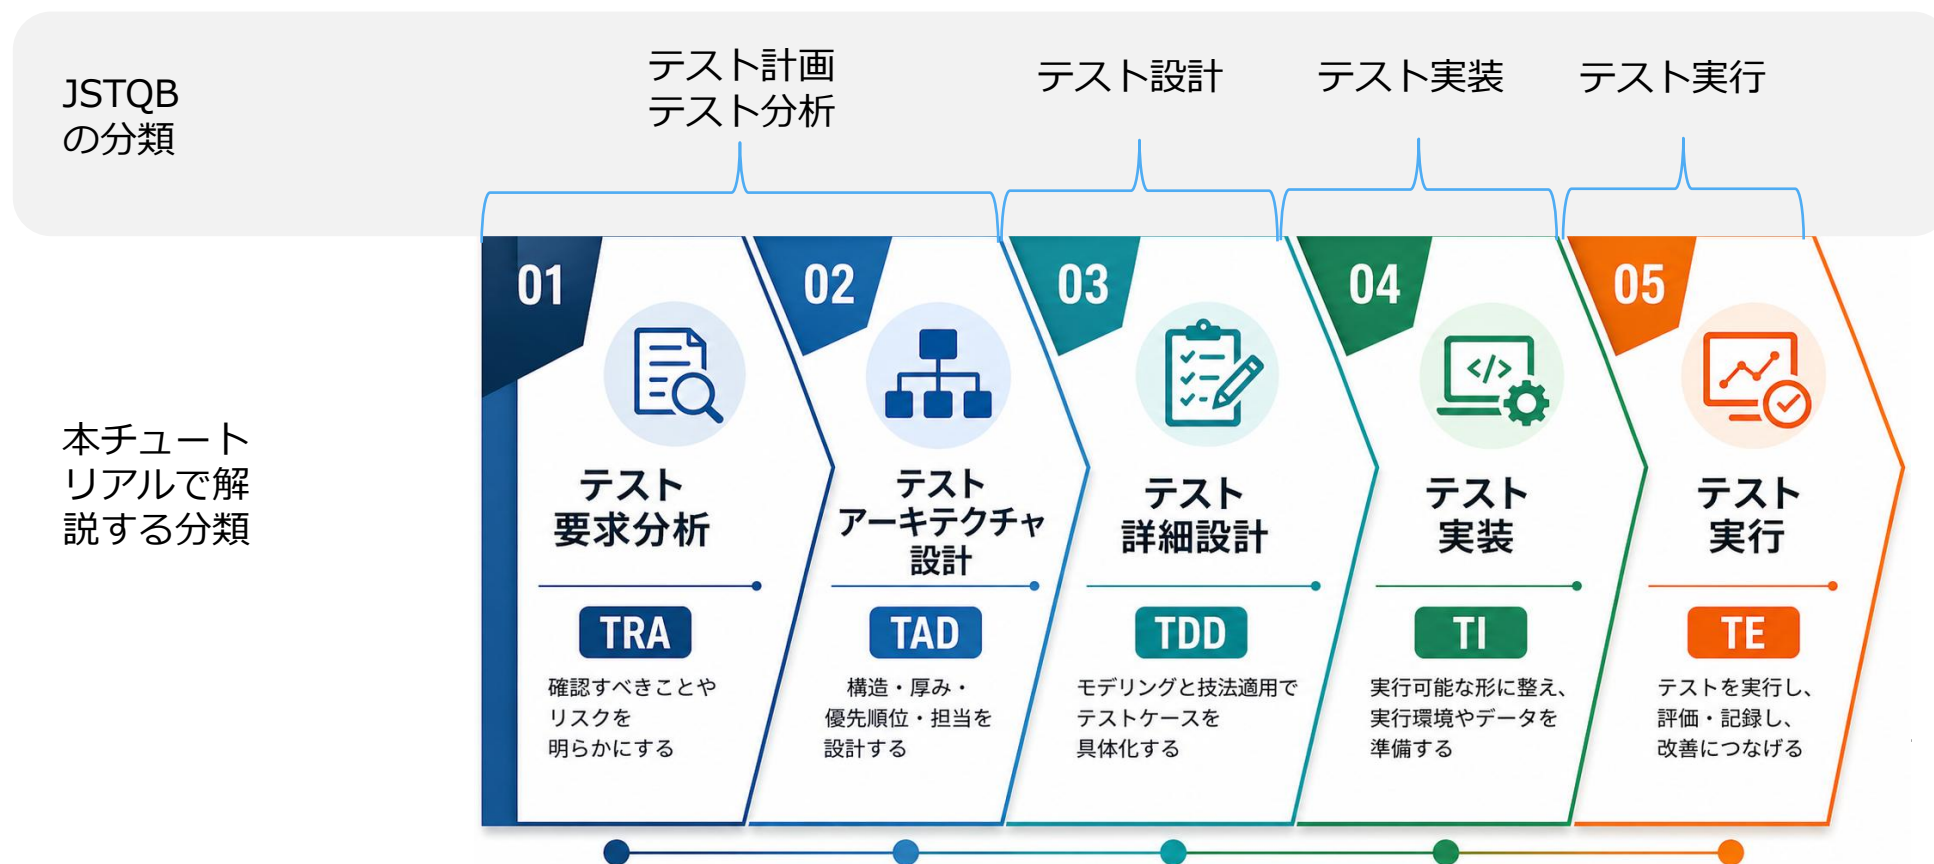 JSTQB
の分類
テスト計画
テスト分析
テスト設計
テスト実装
テスト実行
本チュート
リアルで解
説する分類
01
テスト
要求分析
TRA
確認すべきことや
リスクを
明らかにする
02
テスト
アーキテクチャ
設計
TAD
構造・厚み・
優先順位・担当を
設計する
03
テスト
詳細設計
TDD
モデリングと技法適用で
テストケースを
具体化する
04
</>
テスト
実装
TI
実行可能な形に整え、
実行環境やデータを
準備する
05
テスト
実行
TE
テストを実行し、
評価・記録し、
改善につなげる